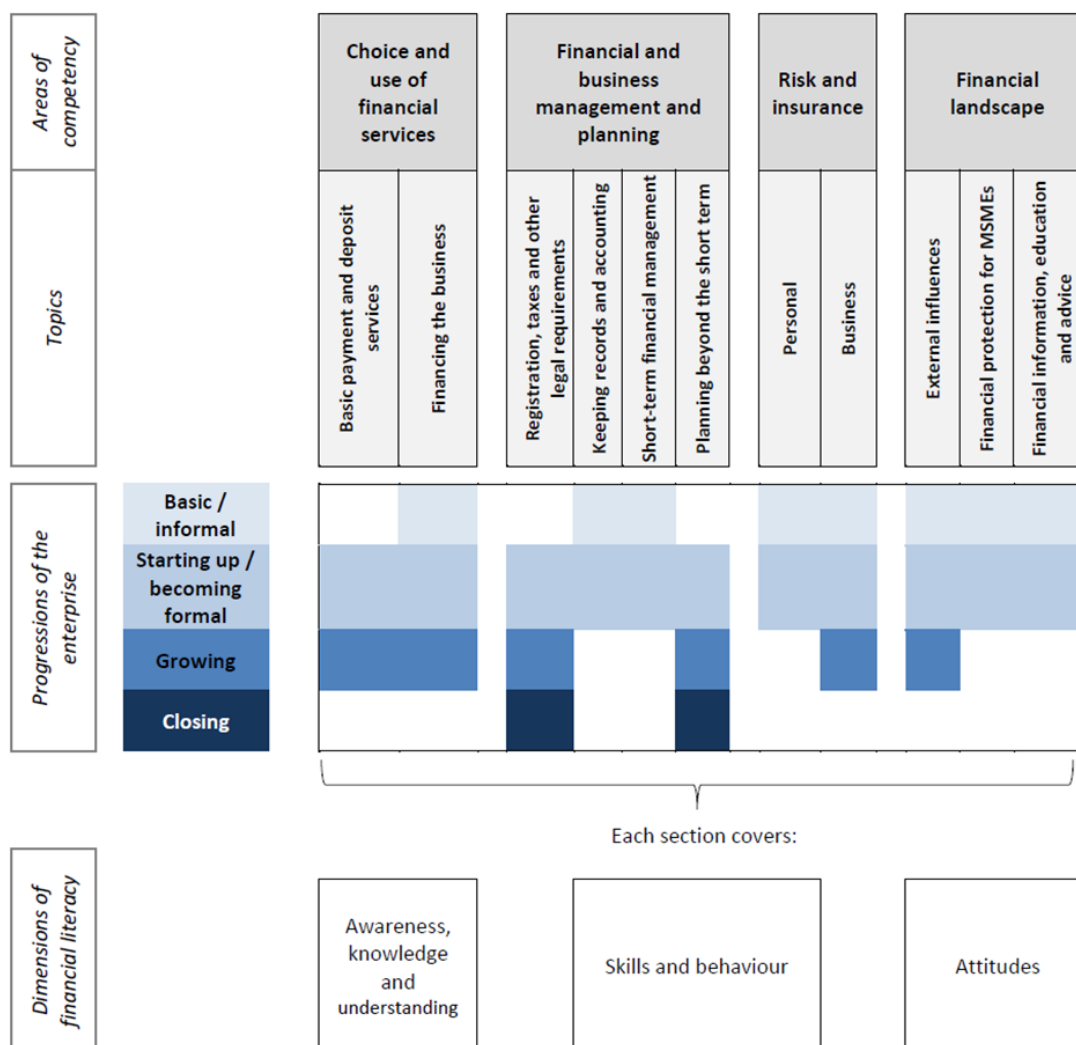 Areas of
competency
Choice and
use of
financial
services
Financial and
business
management and
planning
Risk and
insurance
Financial
landscape
Topics
Basic payment and deposit
services
Financing the business
Registration, taxes and other
legal requirements
Keeping records and accounting
Short-term financial management
Planning beyond the short term
Personal
Business
External influences
Financial protection for MSMEs
Financial information, education
and advice
Progressions of the
enterprise
Basic /
informal
Starting up /
becoming
formal
Growing
Closing
Each section covers:
Dimensions of
financial literacy
Awareness,
knowledge
and
understanding
Skills and behaviour
Attitudes